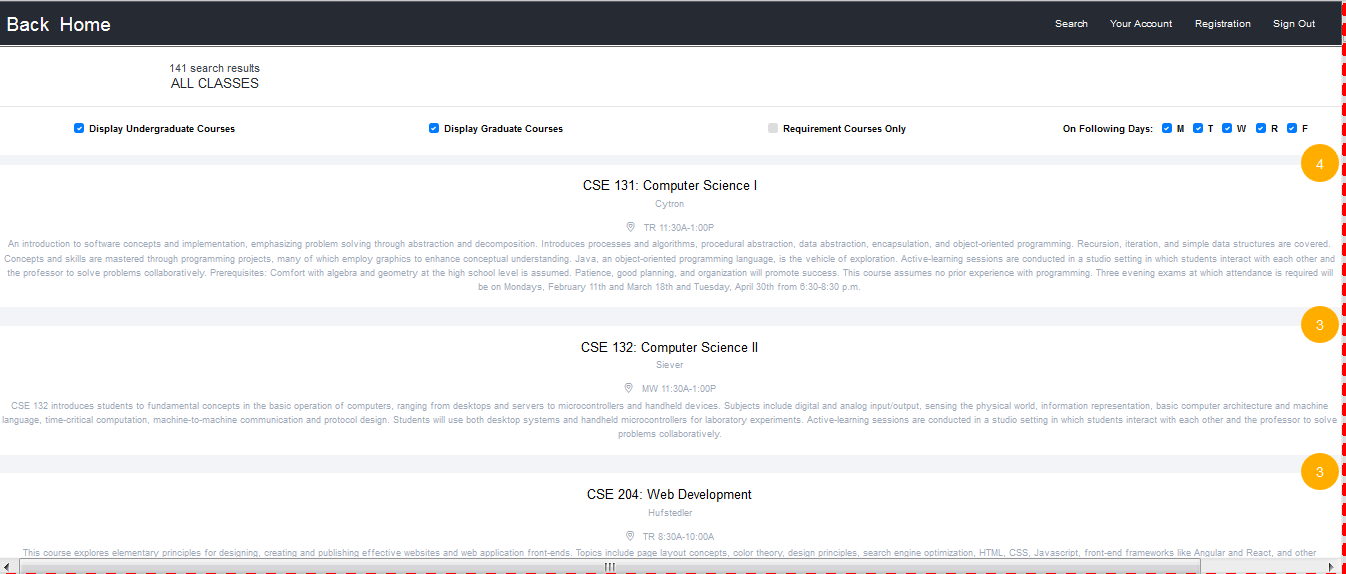 Back Home Search Your Account Registration Sign Out
141 search results
ALL CLASSES
Display Undergraduate Courses Display Graduate Courses Requirement Courses Only On Following Days: M T W R F
4
CSE 131: Computer Science I
Cytron
TR 11:30A-1:00P
An introduction to software concepts and implementation, emphasizing problem solving through abstraction and decomposition. Introduces processes and algorithms, procedural abstraction, data abstraction, encapsulation, and object-oriented programming. Recursion, iteration, and simple data structures are covered.
Concepts and skills are mastered through programming projects, many of which employ graphics to enhance conceptual understanding. Java, an object-oriented programming language, is the vehicle of exploration. Active-learning sessions are conducted in a studio setting in which students interact with each other and
the professor to solve problems collaboratively. Prerequisites: Comfort with algebra and geometry at the high school level is assumed. Patience, good planning, and organization will promote success. This course assumes no prior experience with programming. Three evening exams at which attendance is required will
be on Mondays, February 11th and March 18th and Tuesday, April 30th from 6:30-8:30 p.m.
3
CSE 132: Computer Science II
Siever
MW 11:30A-1:00P
CSE 132 introduces students to fundamental concepts in the basic operation of computers, ranging from desktops and servers to microcontrollers and handheld devices. Subjects include digital and analog input/output, sensing the physical world, information representation, basic computer architecture and machine
language, time-critical computation, machine-to-machine communication and protocol design. Students will use both desktop systems and handheld microcontrollers for laboratory experiments. Active-learning sessions are conducted in a studio setting in which students interact with each other and the professor to solve
problems collaboratively.
3
CSE 204: Web Development
Hufstedler
TR 8:30A-10:00A
This course explores elementary principles for designing, creating and publishing effective websites and web application front-ends. Topics include page layout concepts, color theory, design principles, search engine optimization, HTML, CSS, Javascript, front-end frameworks like Angular and React, and other